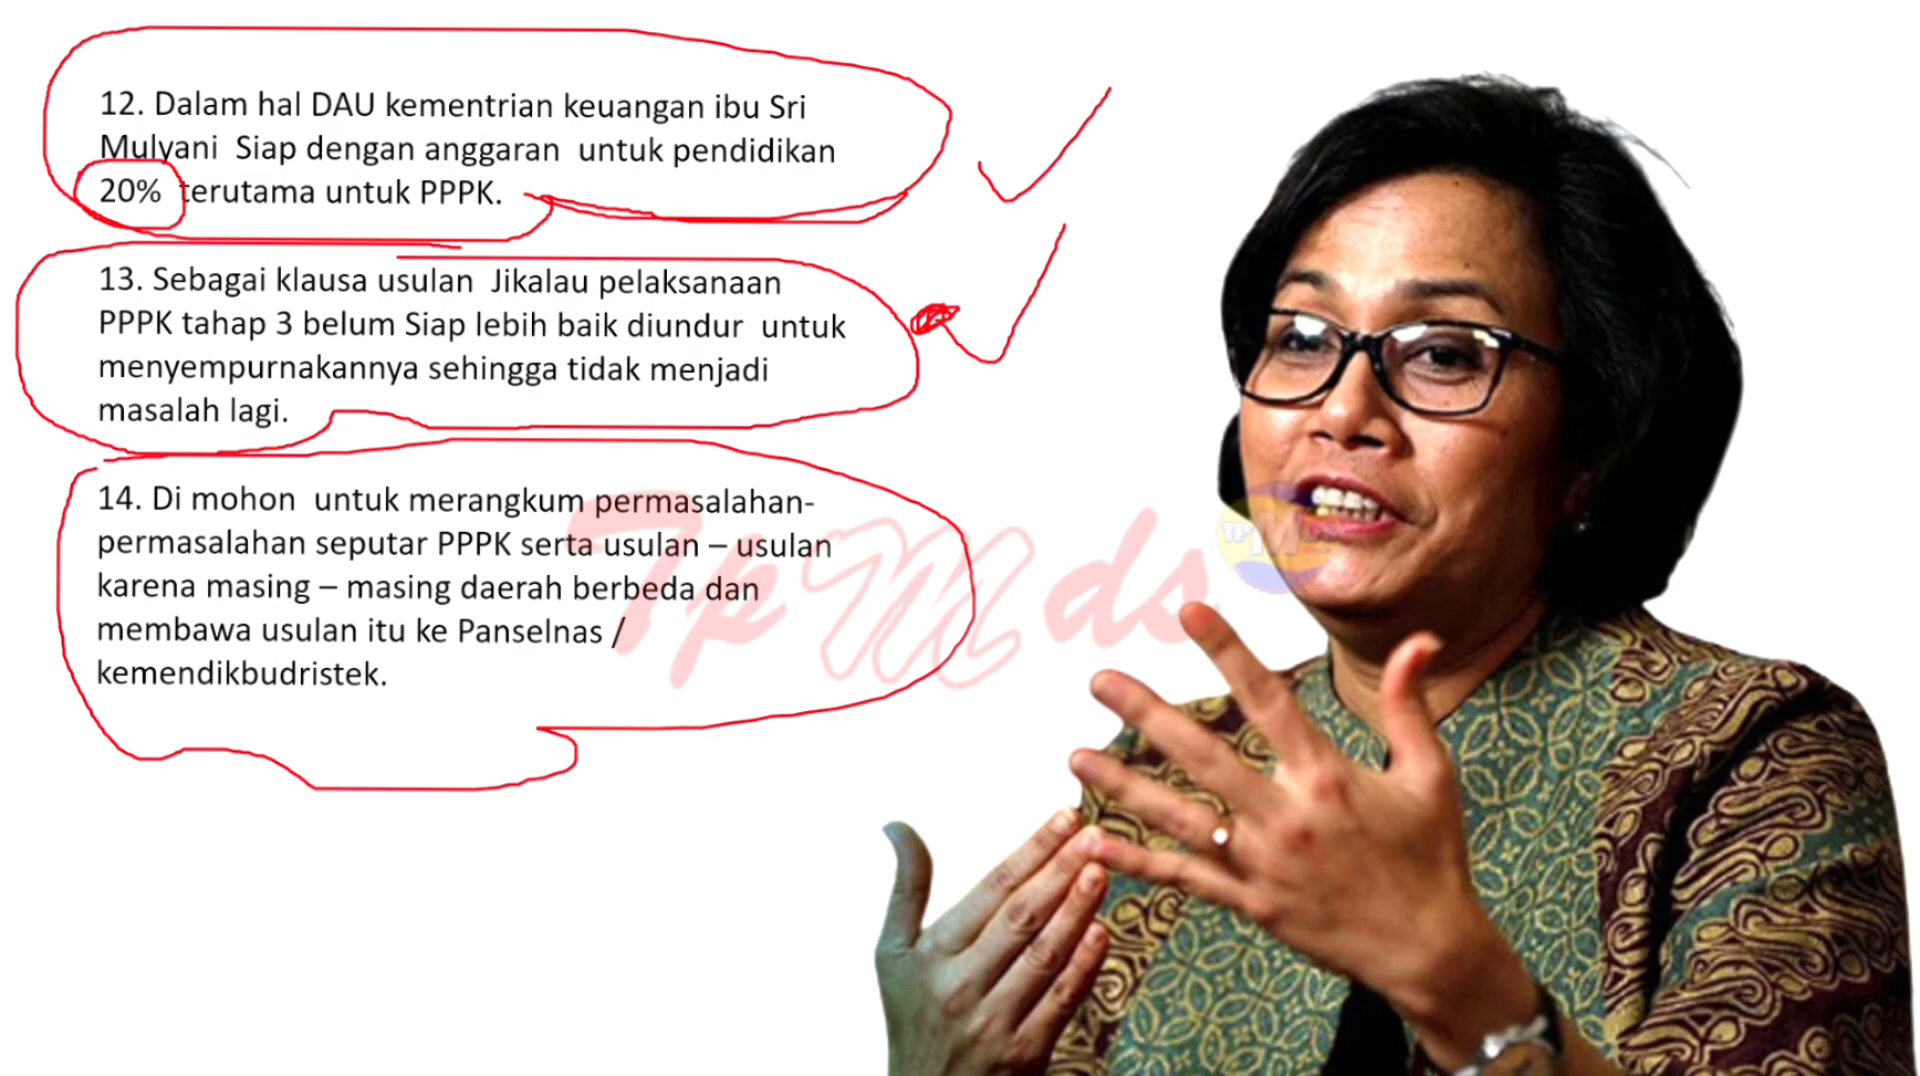 12. Dalam hal DAU kementrian keuangan ibu Sri
Mulyani Siap dengan anggaran untuk pendidikan
20% terutama untuk PPPK.
13. Sebagai klausa usulan Jikalau pelaksanaan
PPPK tahap 3 belum Siap lebih baik diundur untuk
menyempurnakannya sehingga tidak menjadi
masalah lagi.
14. Di mohon untuk merangkum permasalahan-
permasalahan seputar PPPK serta usulan – usulan
karena masing – masing daerah berbeda dan
membawa usulan itu ke Panselnas /
kemendikbudristek.
TpMds